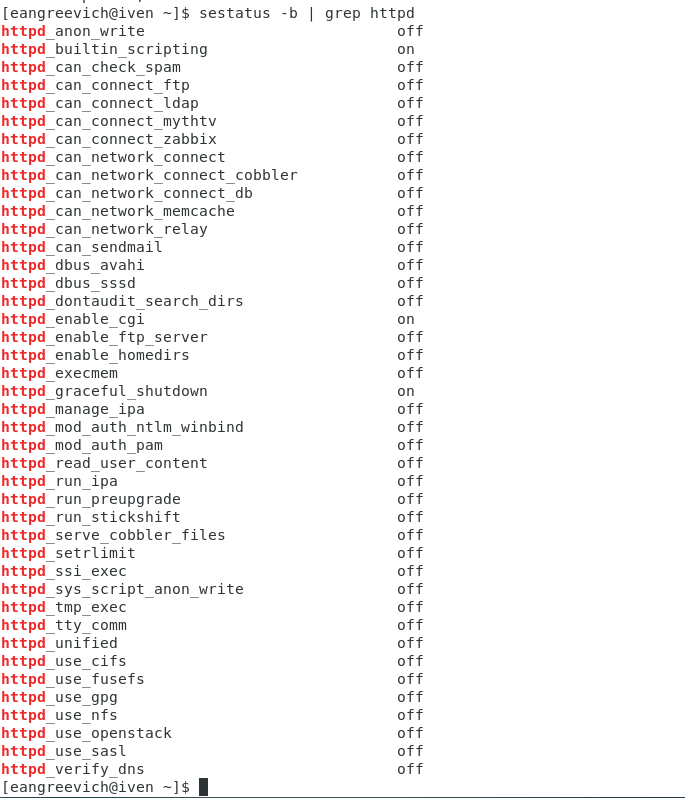 [eangreevich@iven ~]$ sestatus -b | grep httpd
httpd_anon_write                            off
httpd_builtin_scripting                     on
httpd_can_check_spam                        off
httpd_can_connect_ftp                       off
httpd_can_connect_ldap                      off
httpd_can_connect_mythtv                    off
httpd_can_connect_zabbix                    off
httpd_can_network_connect                   off
httpd_can_network_connect_cobbler           off
httpd_can_network_connect_db                off
httpd_can_network_memcache                  off
httpd_can_network_relay                     off
httpd_can_sendmail                          off
httpd_dbus_avahi                            off
httpd_dbus_sssd                             off
httpd_dontaudit_search_dirs                 off
httpd_enable_cgi                            on
httpd_enable_ftp_server                     off
httpd_enable_homedirs                       off
httpd_execmem                               off
httpd_graceful_shutdown                     on
httpd_manage_ipa                            off
httpd_mod_auth_ntlm_winbind                 off
httpd_mod_auth_pam                          off
httpd_read_user_content                     off
httpd_run_ipa                               off
httpd_run_preupgrade                        off
httpd_run_stickshift                        off
httpd_serve_cobbler_files                   off
httpd_setrlimit                             off
httpd_ssi_exec                              off
httpd_sys_script_anon_write                 off
httpd_tmp_exec                              off
httpd_tty_comm                              off
httpd_unified                               off
httpd_use_cifs                              off
httpd_use_fusefs                            off
httpd_use_gpg                               off
httpd_use_nfs                               off
httpd_use_openstack                         off
httpd_use_sasl                              off
httpd_verify_dns                            off
[eangreevich@iven ~]$